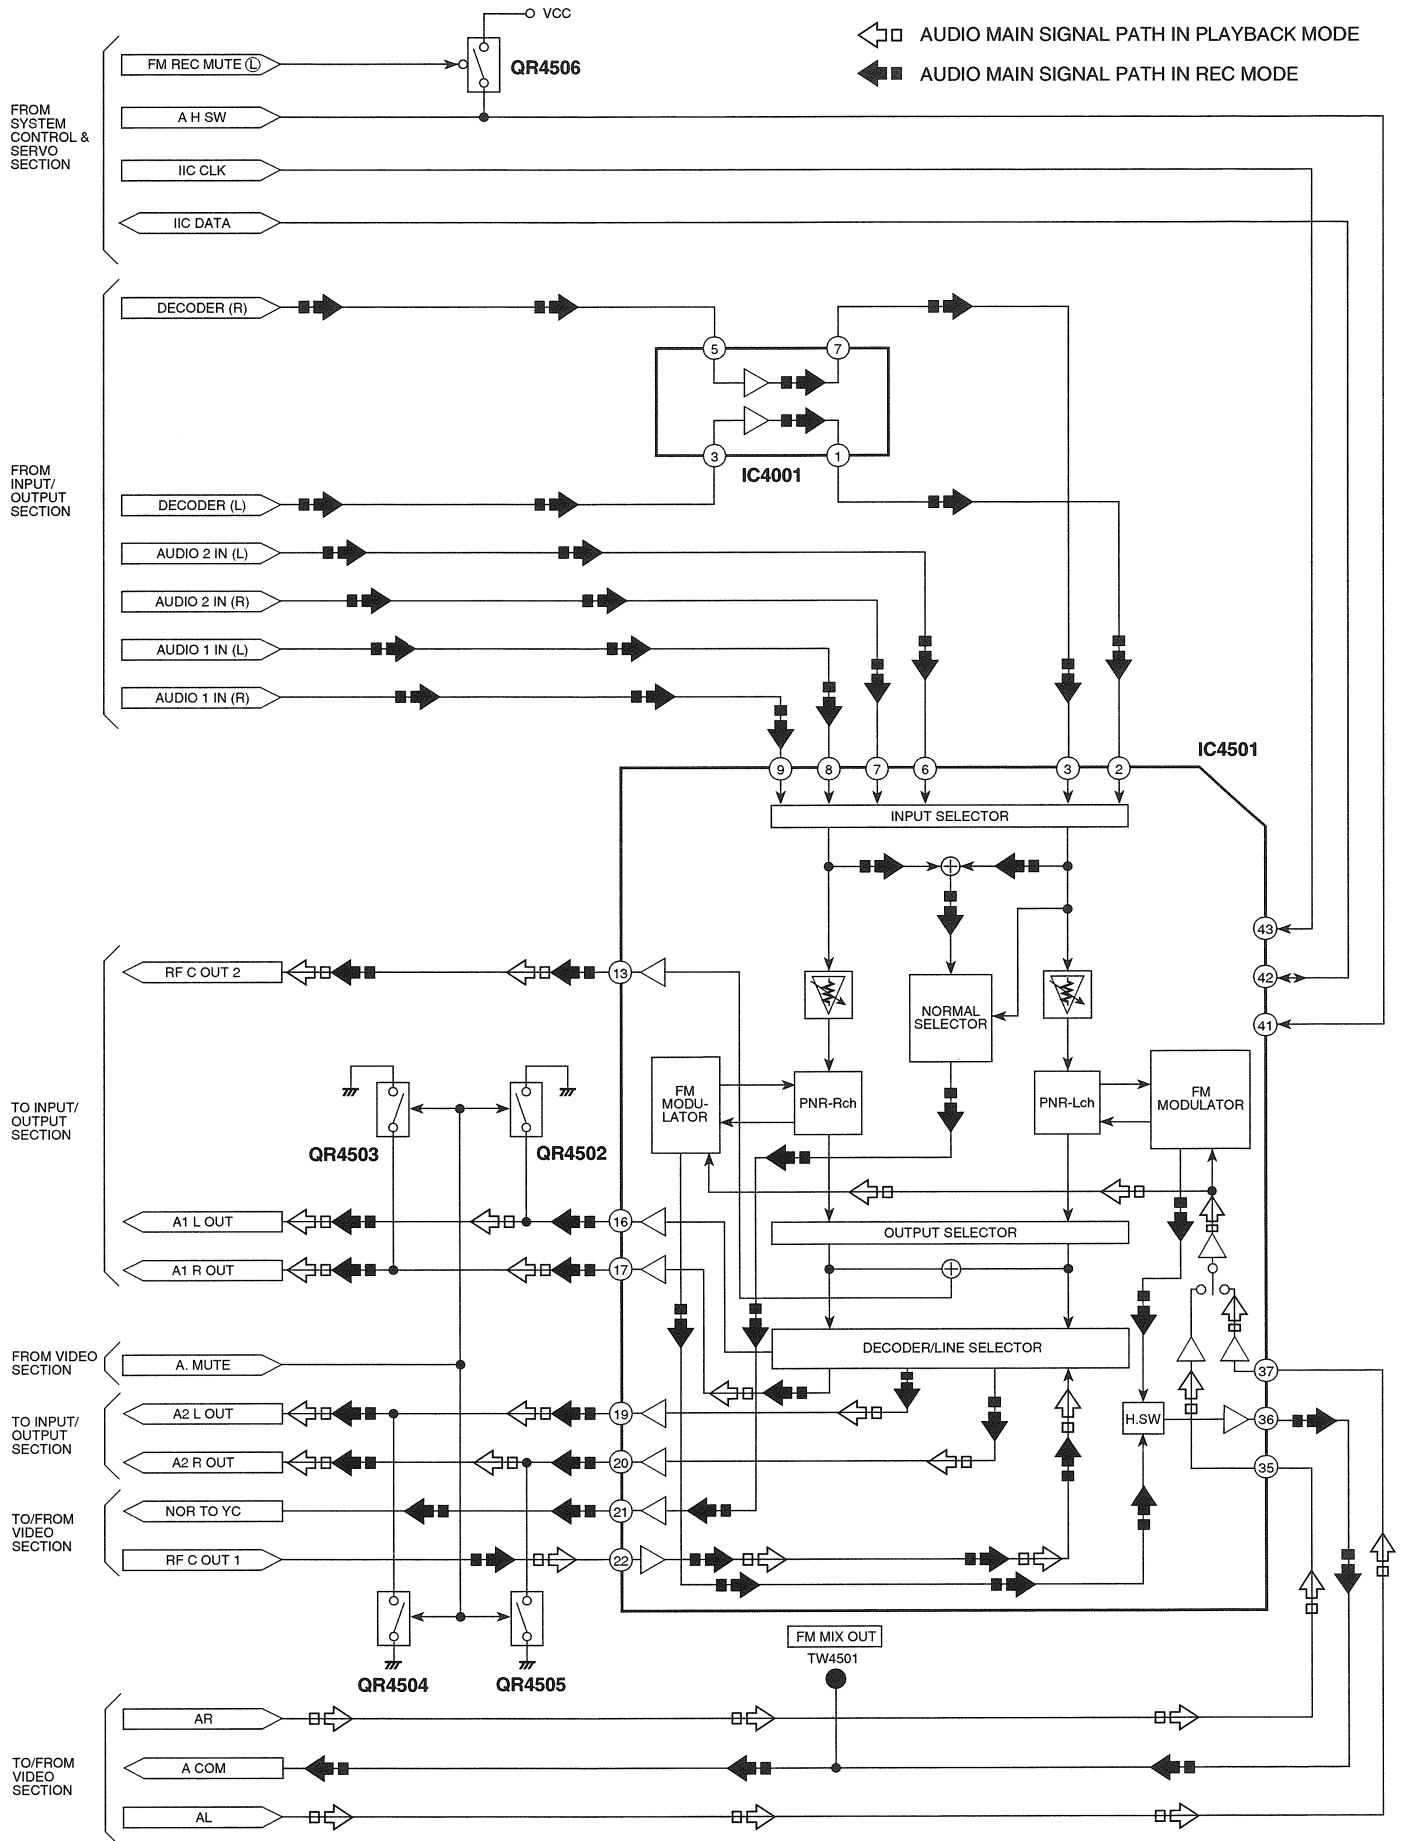 VCC
AUDIO MAIN SIGNAL PATH IN PLAYBACK MODE
AUDIO MAIN SIGNAL PATH IN REC MODE
FM REC MUTE Ⓛ
QR4506
FROM
SYSTEM
CONTROL &
SERVO
SECTION
A H SW
IIC CLK
IIC DATA
DECODER (R)
5
7
3
1
IC4001
FROM
INPUT/
OUTPUT
SECTION
DECODER (L)
AUDIO 2 IN (L)
AUDIO 2 IN (R)
AUDIO 1 IN (L)
AUDIO 1 IN (R)
IC4501
9
8
7
6
3
2
INPUT SELECTOR
43
42
41
RF C OUT 2
13
NORMAL
SELECTOR
FM
MODU-
LATOR
PNR-Rch
PNR-Lch
FM
MODULATOR
TO INPUT/
OUTPUT
SECTION
QR4503
QR4502
A1 L OUT
16
OUTPUT SELECTOR
A1 R OUT
17
DECODER/LINE SELECTOR
FROM VIDEO
SECTION
A. MUTE
37
TO INPUT/
OUTPUT
SECTION
A2 L OUT
19
H.SW
36
A2 R OUT
20
35
TO/FROM
VIDEO
SECTION
NOR TO YC
21
RF C OUT 1
22
QR4504
QR4505
FM MIX OUT
TW4501
TO/FROM
VIDEO
SECTION
AR
A COM
AL